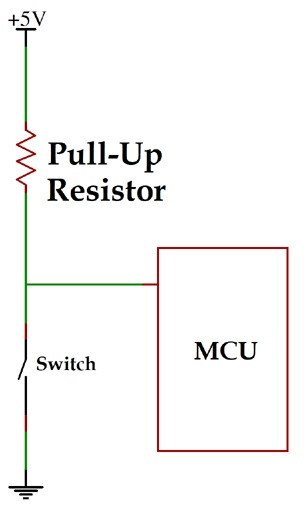 +5V
Pull-Up
Resistor
MCU
Switch